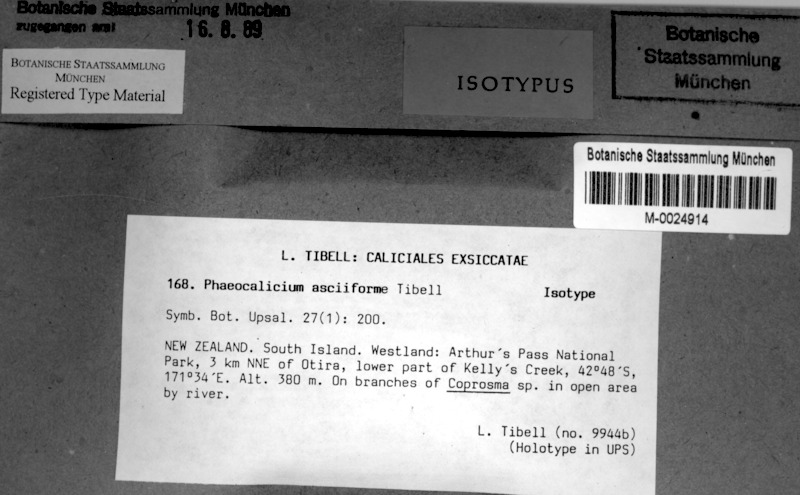 Botanische Staatssammlung München
zugegangen am:
16. 8. 89
BOTANISCHE STAATSSAMMLUNG
MÜNCHEN
Registered Type Material
ISOTYPUS
Botanische
Staatssammlung
München
Botanische Staatssammlung München
M-0024914
L. TIBELL: CALICIALES EXSICCATAE
168. Phaeocalicium asciiforme Tibell Isotype
Symb. Bot. Upsal. 27(1): 200.
NEW ZEALAND. South Island. Westland: Arthur´s Pass National
Park, 3 km NNE of Otira, lower part of Kelly´s Creek, 42°48´S,
171°34´E. Alt. 380 m. On branches of Coprosma sp. in open area
by river.
L. Tibell (no. 9944b)
(Holotype in UPS)